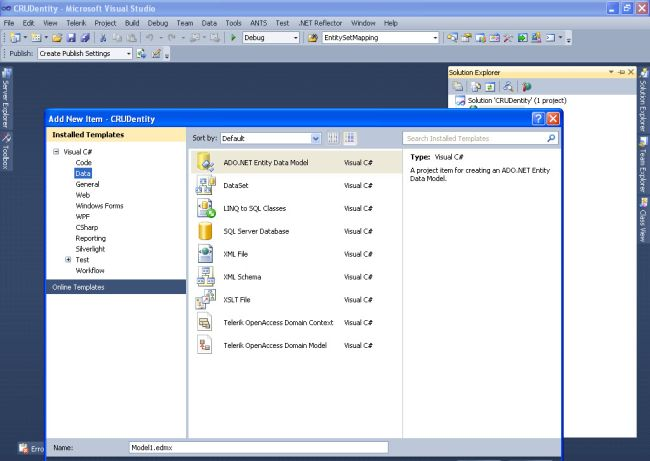 CRUDentity - Microsoft Visual Studio
File Edit View Telerik Project Build Debug Team Data Tools ANTS Test .NET Reflector Window Help
Debug EntitySetMapping
Publish: Create Publish Settings
Server Explorer
Toolbox
Solution Explorer
Solution 'CRUDentity' (1 project)
Solution Explorer
Team Explorer
Class View
Add New Item - CRUDentity
Installed Templates
Visual C#
Code
Data
General
Web
Windows Forms
WPF
CSharp
Reporting
Silverlight
Test
Workflow
Online Templates
Sort by: Default
ADO.NET Entity Data Model Visual C#
DataSet Visual C#
LINQ to SQL Classes Visual C#
SQL Server Database Visual C#
XML File Visual C#
XML Schema Visual C#
XSLT File Visual C#
Telerik OpenAccess Domain Context Visual C#
Telerik OpenAccess Domain Model Visual C#
Search Installed Templates
Type: Visual C#
A project item for creating an ADO.NET Entity
Data Model.
Erro
Name: Model1.edmx